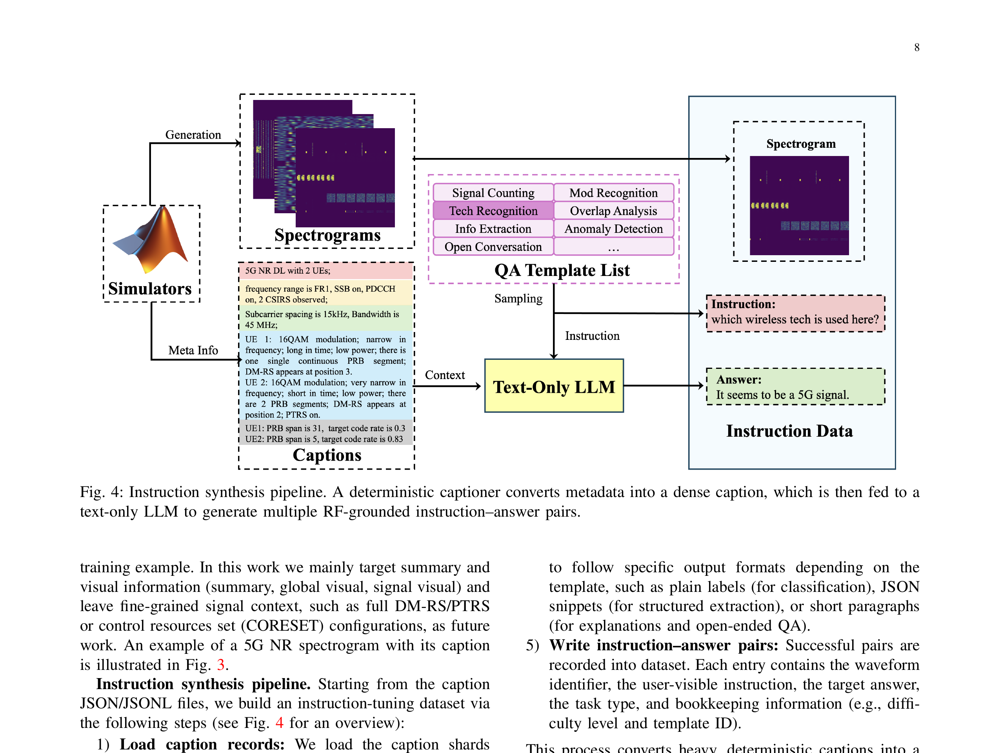 8
Generation
Spectrograms
Simulators
Meta Info
5G NR DL with 2 UEs;
frequency range is FR1, SSB on, PDCCH
on, 2 CSIRS observed;
Subcarrier spacing is 15kHz, Bandwidth is
45 MHz;
UE 1: 16QAM modulation; narrow in
frequency; long in time; low power; there is
one single continuous PRB segment;
DM-RS appears at position 3.
UE 2: 16QAM modulation; very narrow in
frequency; short in time; low power; there
are 2 PRB segments; DM-RS appears at
position 2; PTRS on.
UE1: PRB span is 31, target code rate is 0.3
UE2: PRB span is 5, target code rate is 0.83
Captions
Signal Counting
Mod Recognition
Tech Recognition
Overlap Analysis
Info Extraction
Anomaly Detection
Open Conversation
...
QA Template List
Sampling
Instruction
Context
Text-Only LLM
Spectrogram
Instruction:
which wireless tech is used here?
Answer:
It seems to be a 5G signal.
Instruction Data
Fig. 4: Instruction synthesis pipeline. A deterministic captioner converts metadata into a dense caption, which is then fed to a
text-only LLM to generate multiple RF-grounded instruction–answer pairs.
training example. In this work we mainly target summary and
visual information (summary, global visual, signal visual) and
leave fine-grained signal context, such as full DM-RS/PTRS
or control resources set (CORESET) configurations, as future
work. An example of a 5G NR spectrogram with its caption
is illustrated in Fig. 3.
Instruction synthesis pipeline. Starting from the caption
JSON/JSONL files, we build an instruction-tuning dataset via
the following steps (see Fig. 4 for an overview):
1) Load caption records: We load the caption shards
to follow specific output formats depending on the
template, such as plain labels (for classification), JSON
snippets (for structured extraction), or short paragraphs
(for explanations and open-ended QA).
5) Write instruction–answer pairs: Successful pairs are
recorded into dataset. Each entry contains the waveform
identifier, the user-visible instruction, the target answer,
the task type, and bookkeeping information (e.g., diffi-
culty level and template ID).
This process converts heavy, deterministic captions into a